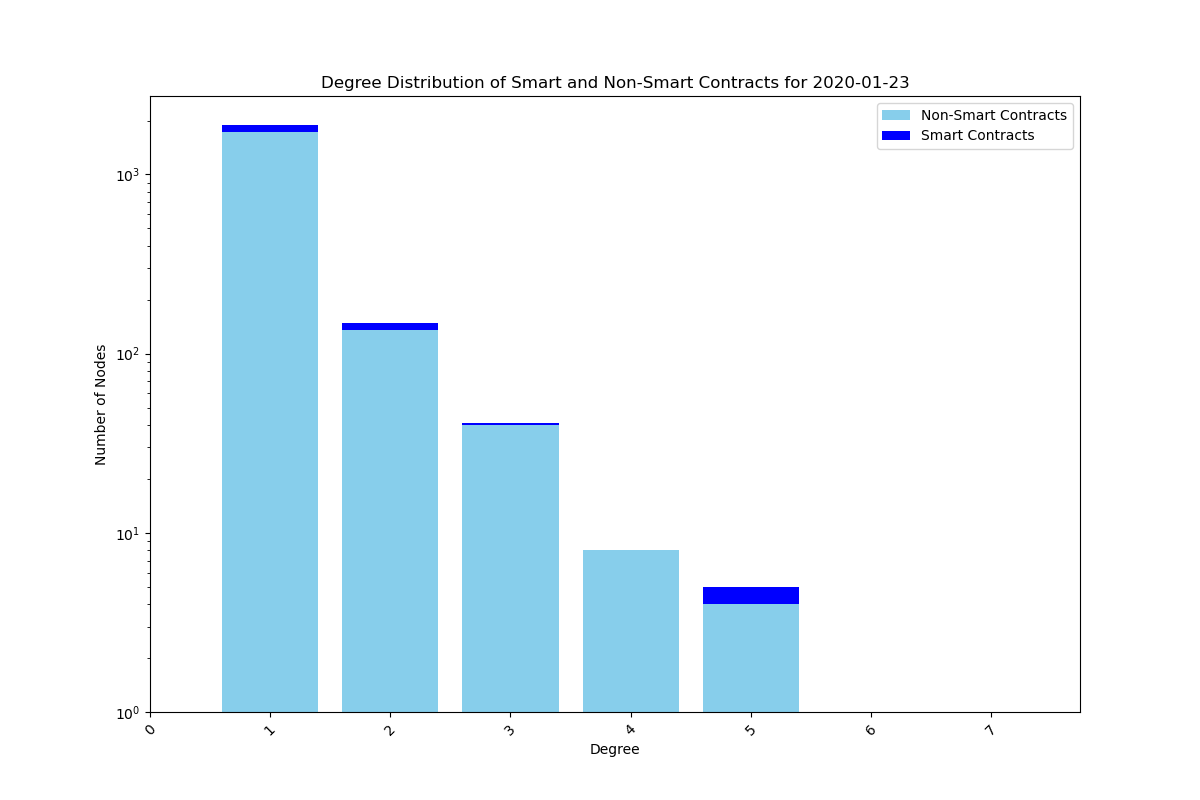 Degree Distribution of Smart and Non-Smart Contracts for 2020-01-23
Non-Smart Contracts
Smart Contracts
Number of Nodes
10³
10²
10¹
10⁰
0 1 2 3 4 5 6 7
Degree